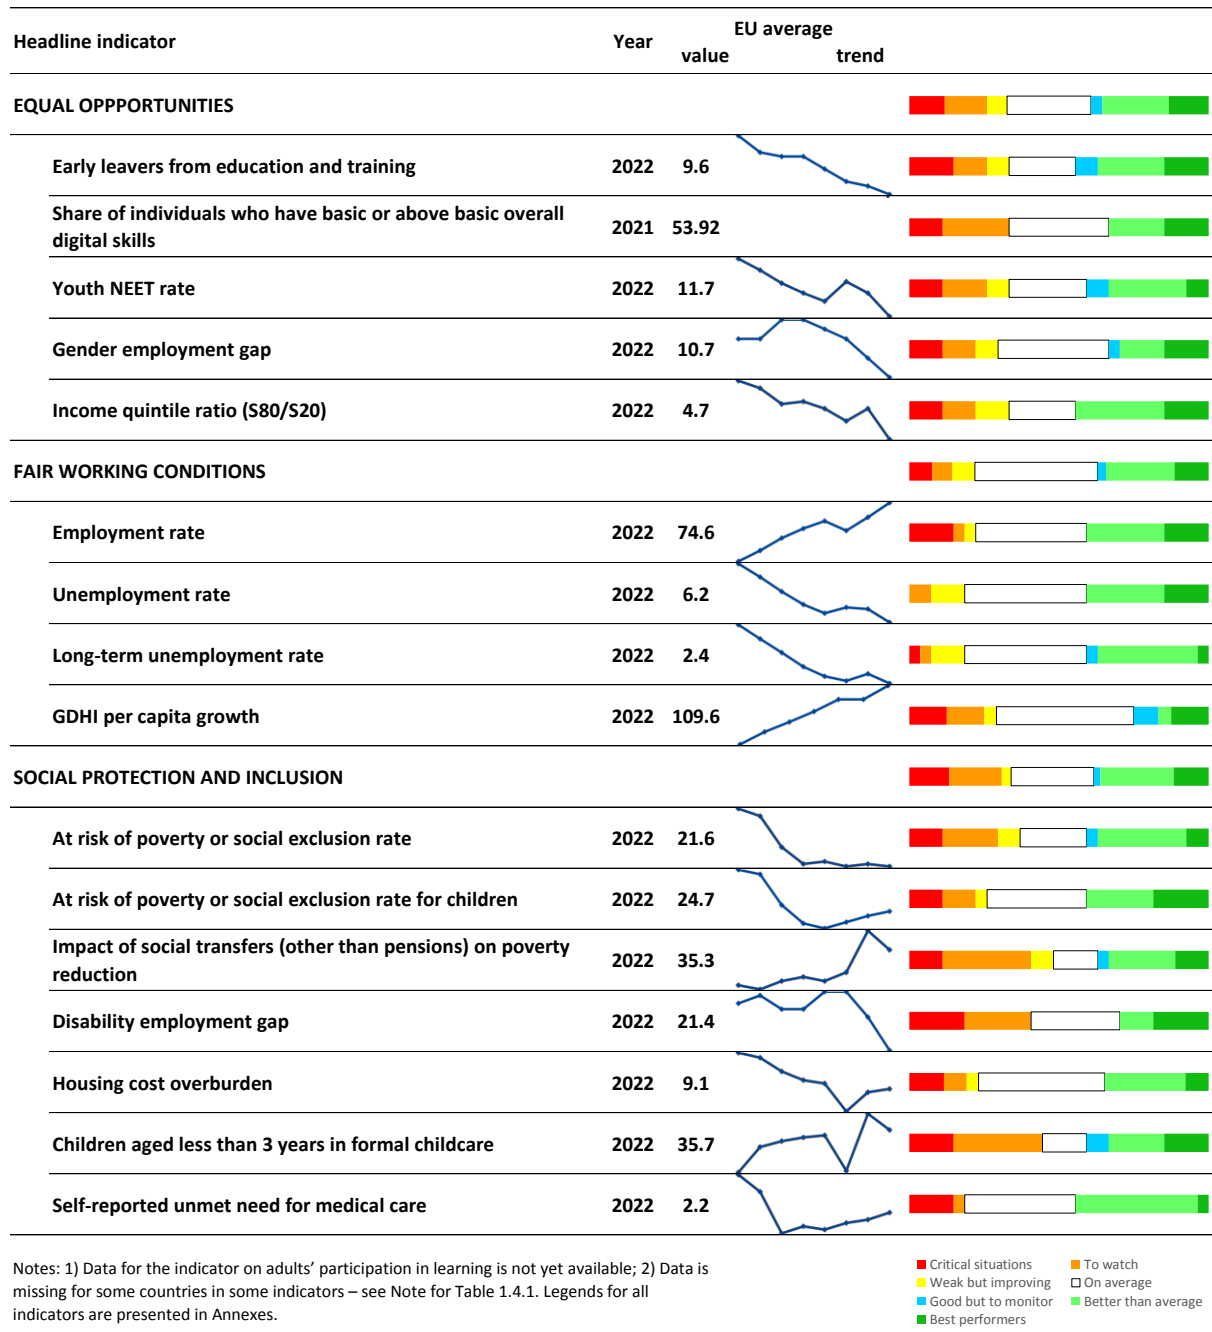 Headline indicator Year EU average
value trend
EQUAL OPPPORTUNITIES
Early leavers from education and training 2022 9.6
Share of individuals who have basic or above basic overall
digital skills 2021 53.92
Youth NEET rate 2022 11.7
Gender employment gap 2022 10.7
Income quintile ratio (S80/S20) 2022 4.7
FAIR WORKING CONDITIONS
Employment rate 2022 74.6
Unemployment rate 2022 6.2
Long-term unemployment rate 2022 2.4
GDHI per capita growth 2022 109.6
SOCIAL PROTECTION AND INCLUSION
At risk of poverty or social exclusion rate 2022 21.6
At risk of poverty or social exclusion rate for children 2022 24.7
Impact of social transfers (other than pensions) on poverty
reduction 2022 35.3
Disability employment gap 2022 21.4
Housing cost overburden 2022 9.1
Children aged less than 3 years in formal childcare 2022 35.7
Self-reported unmet need for medical care 2022 2.2
Notes: 1) Data for the indicator on adults’ participation in learning is not yet available; 2) Data is
missing for some countries in some indicators – see Note for Table 1.4.1. Legends for all
indicators are presented in Annexes.
Critical situations To watch
Weak but improving On average
Good but to monitor Better than average
Best performers